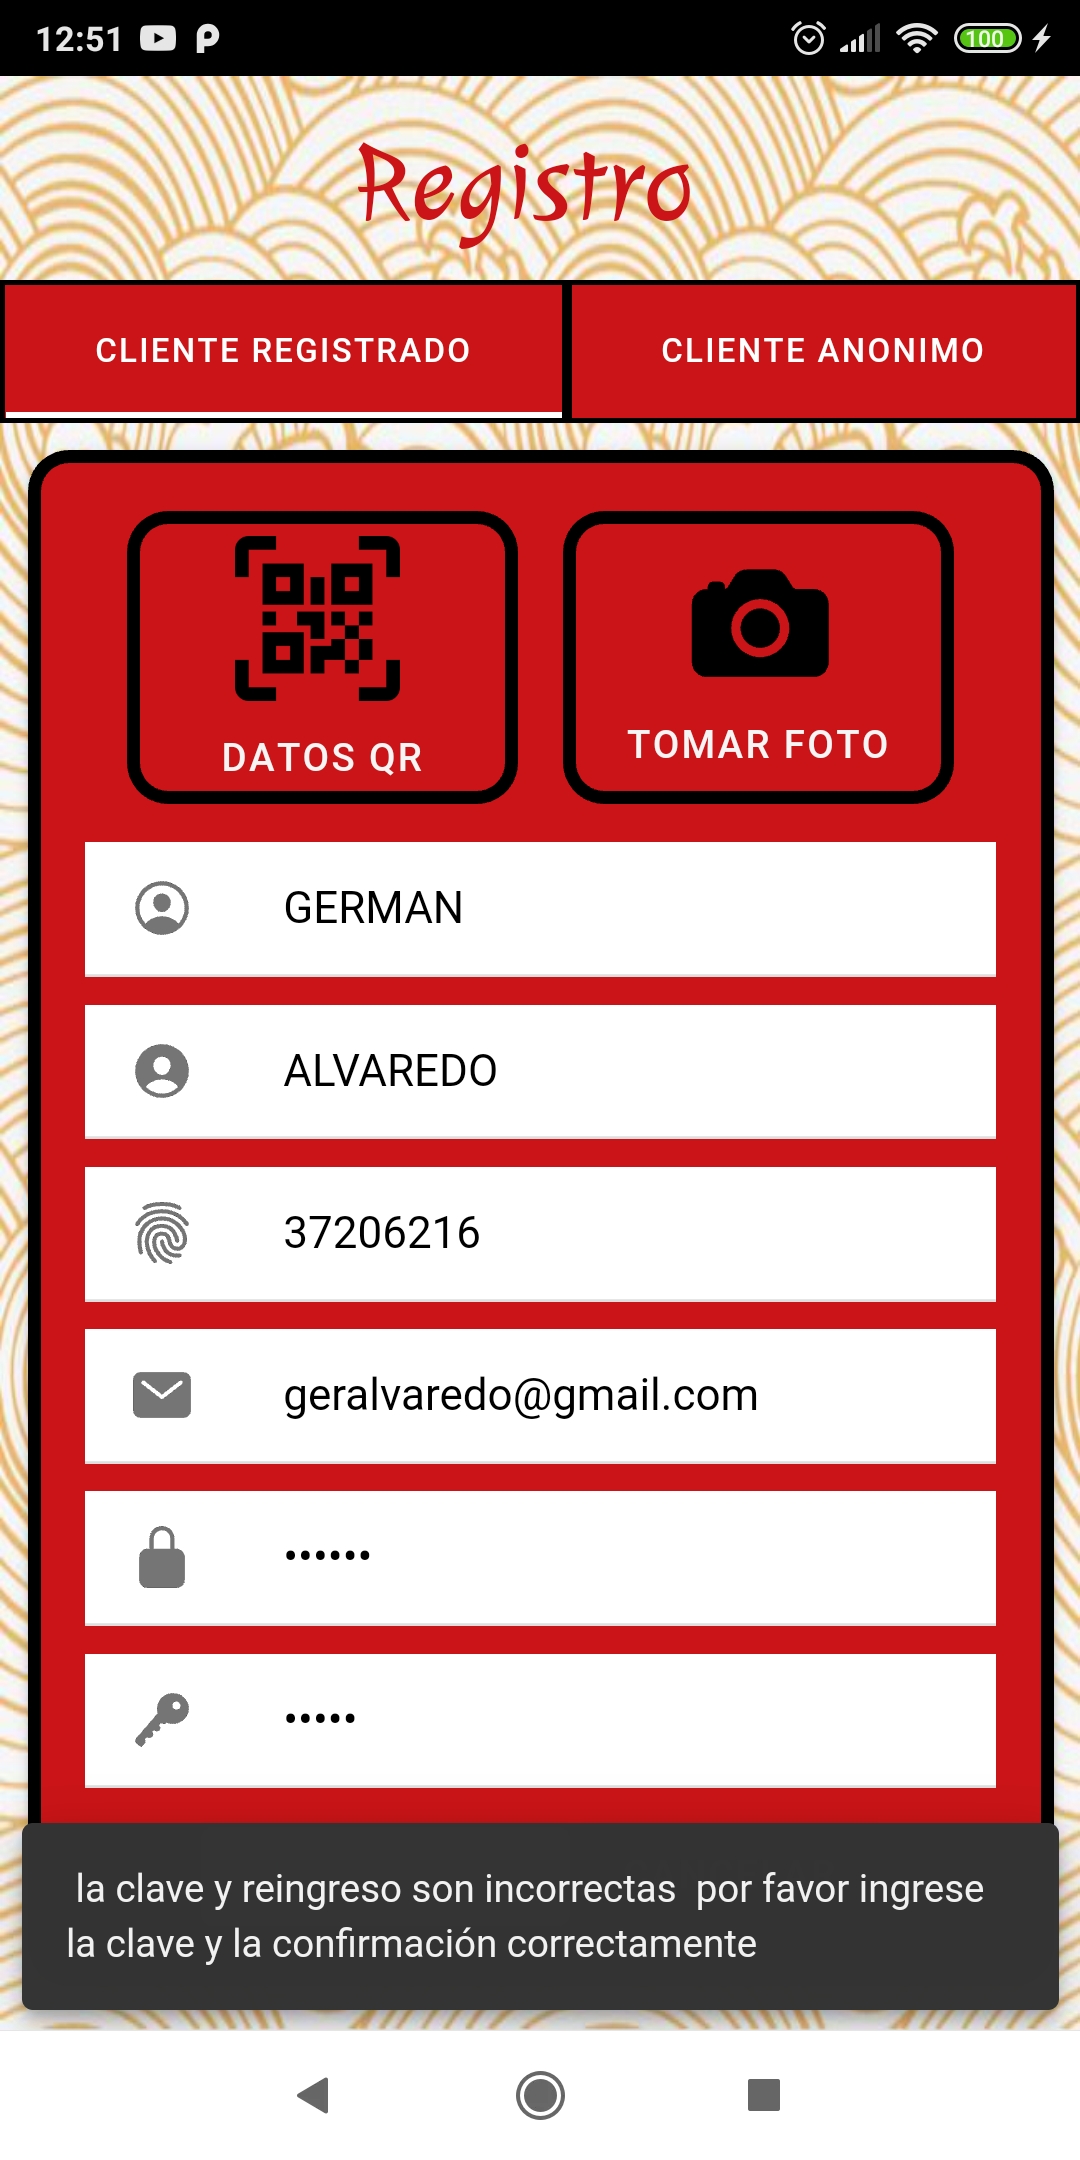 12:51
100
Registro
CLIENTE REGISTRADO
CLIENTE ANONIMO
DATOS QR
TOMAR FOTO
GERMAN
ALVAREDO
37206216
geralvaredo@gmail.com
••••••
•••••
la clave y reingreso son incorrectas por favor ingrese
la clave y la confirmación correctamente